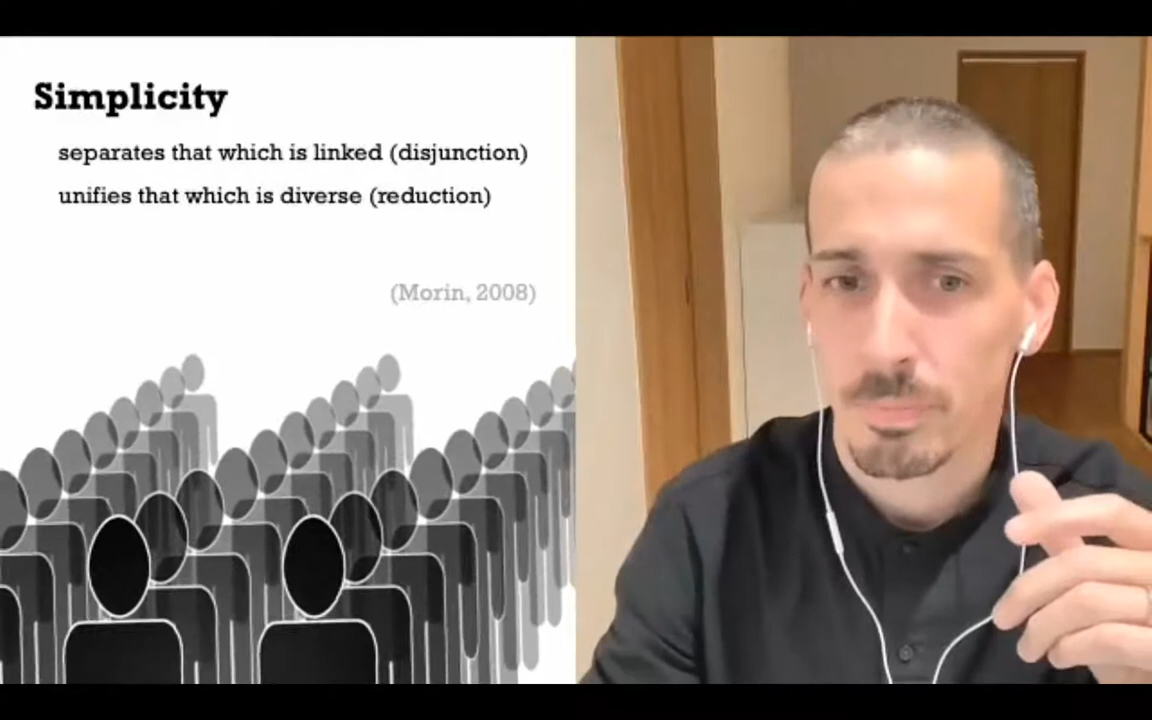 Simplicity
separates that which is linked (disjunction)
unifies that which is diverse (reduction)
(Morin, 2008)